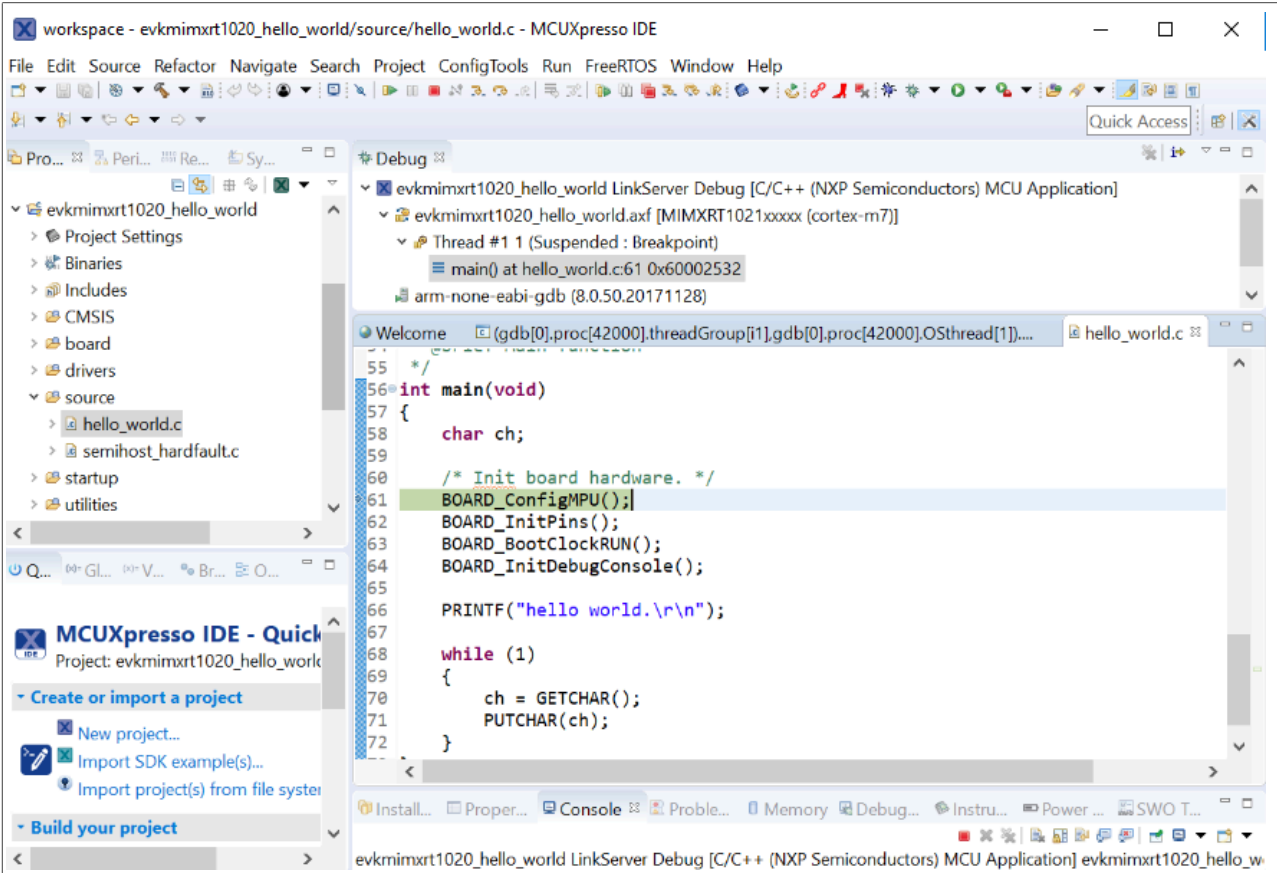 workspace - evkmimxrt1020_hello_world/source/hello_world.c - MCUXpresso IDE
File Edit Source Refactor Navigate Search Project ConfigTools Run FreeRTOS Window Help
Quick Access
Pro... Peri... Re... Sy...
evkmimxrt1020_hello_world
Project Settings
Binaries
Includes
CMSIS
board
drivers
source
hello_world.c
semihost_hardfault.c
startup
utilities
Debug
evkmimxrt1020_hello_world LinkServer Debug [C/C++ (NXP Semiconductors) MCU Application]
evkmimxrt1020_hello_world.axf [MIMXRT1021xxxxx (cortex-m7)]
Thread #1 1 (Suspended : Breakpoint)
main() at hello_world.c:61 0x60002532
arm-none-eabi-gdb (8.0.50.20171128)
Welcome (gdb[0].proc[42000].threadGroup[i1],gdb[0].proc[42000].OSthread[1]).... hello_world.c
55 */
56 int main(void)
57 {
58 char ch;
59
60 /* Init board hardware. */
61 BOARD_ConfigMPU();
62 BOARD_InitPins();
63 BOARD_BootClockRUN();
64 BOARD_InitDebugConsole();
65
66 PRINTF("hello world.\r\n");
67
68 while (1)
69 {
70 ch = GETCHAR();
71 PUTCHAR(ch);
72 }
Q... Gl... V... Br... O...
MCUXpresso IDE - Quick
IDE
Project: evkmimxrt1020_hello_world
Create or import a project
New project...
Import SDK example(s)...
Import project(s) from file system
Build your project
Install... Proper... Console Proble... Memory Debug... Instru... Power ... SWO T...
evkmimxrt1020_hello_world LinkServer Debug [C/C++ (NXP Semiconductors) MCU Application] evkmimxrt1020_hello_w